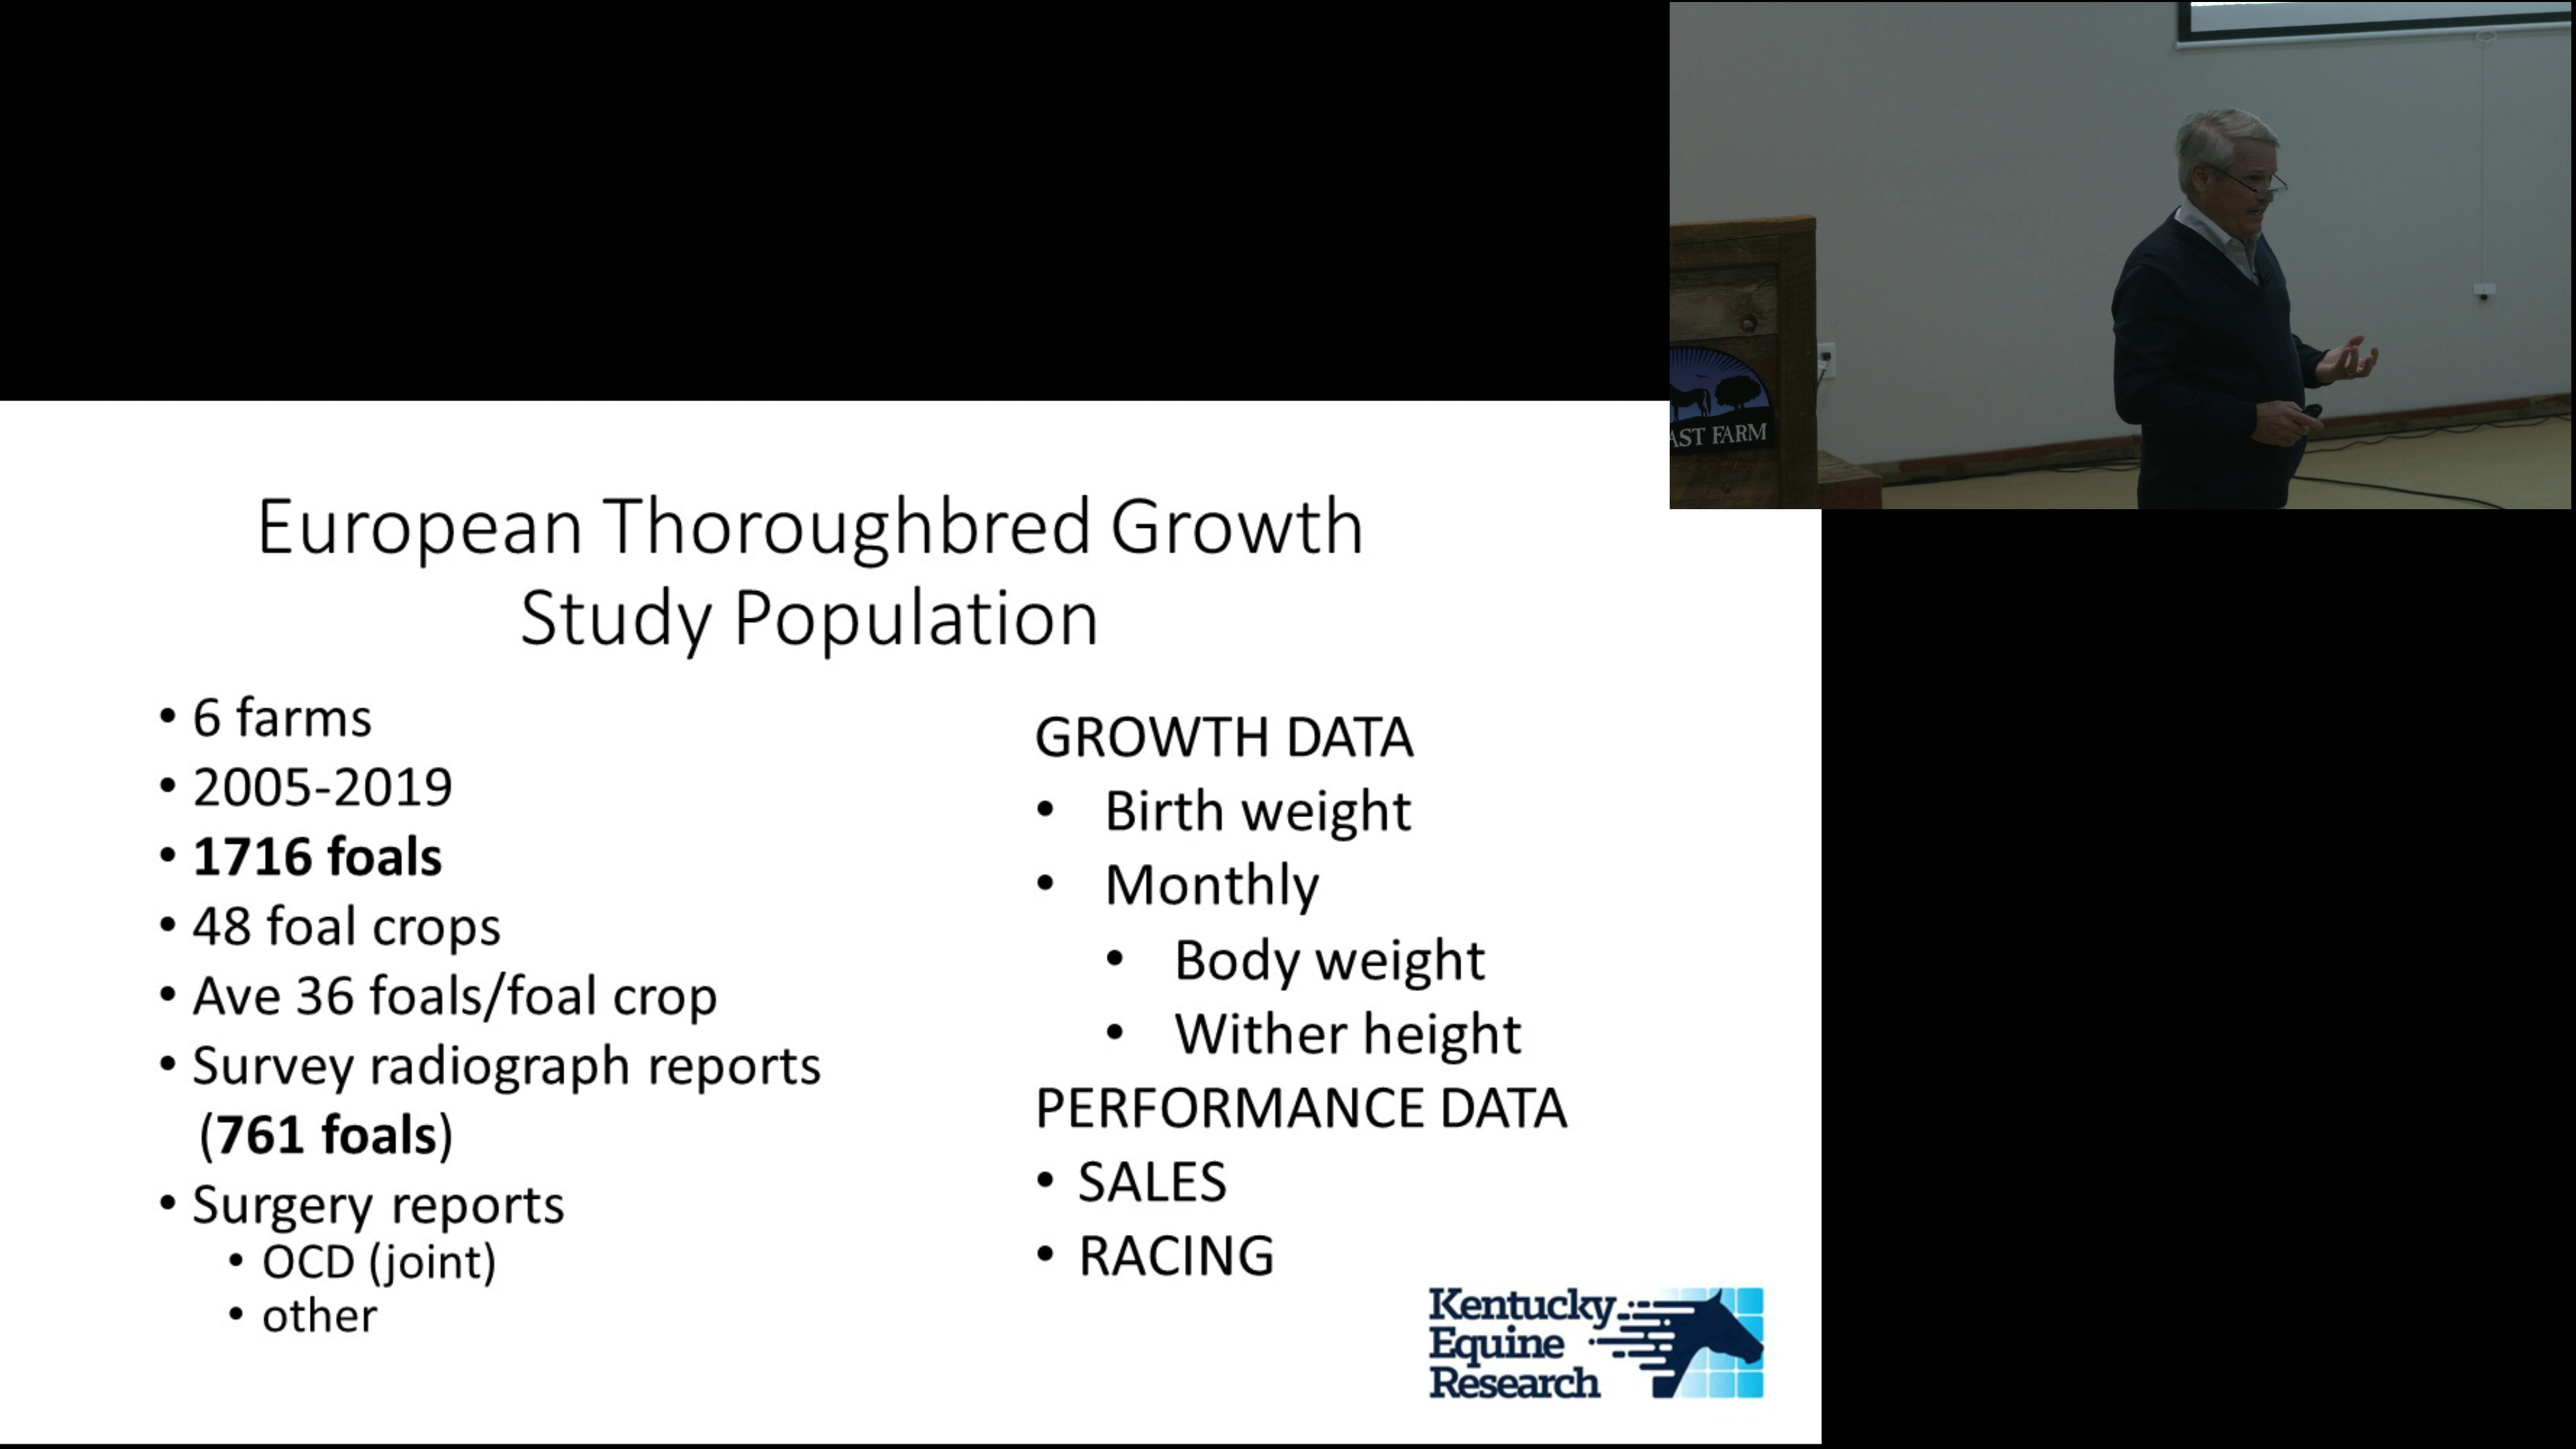 European Thoroughbred Growth
Study Population
• 6 farms
• 2005-2019
• 1716 foals
• 48 foal crops
• Ave 36 foals/foal crop
• Survey radiograph reports
(761 foals)
• Surgery reports
• OCD (joint)
• other
GROWTH DATA
• Birth weight
• Monthly
• Body weight
• Wither height
PERFORMANCE DATA
• SALES
• RACING
Kentucky
Equine
Research
FARM